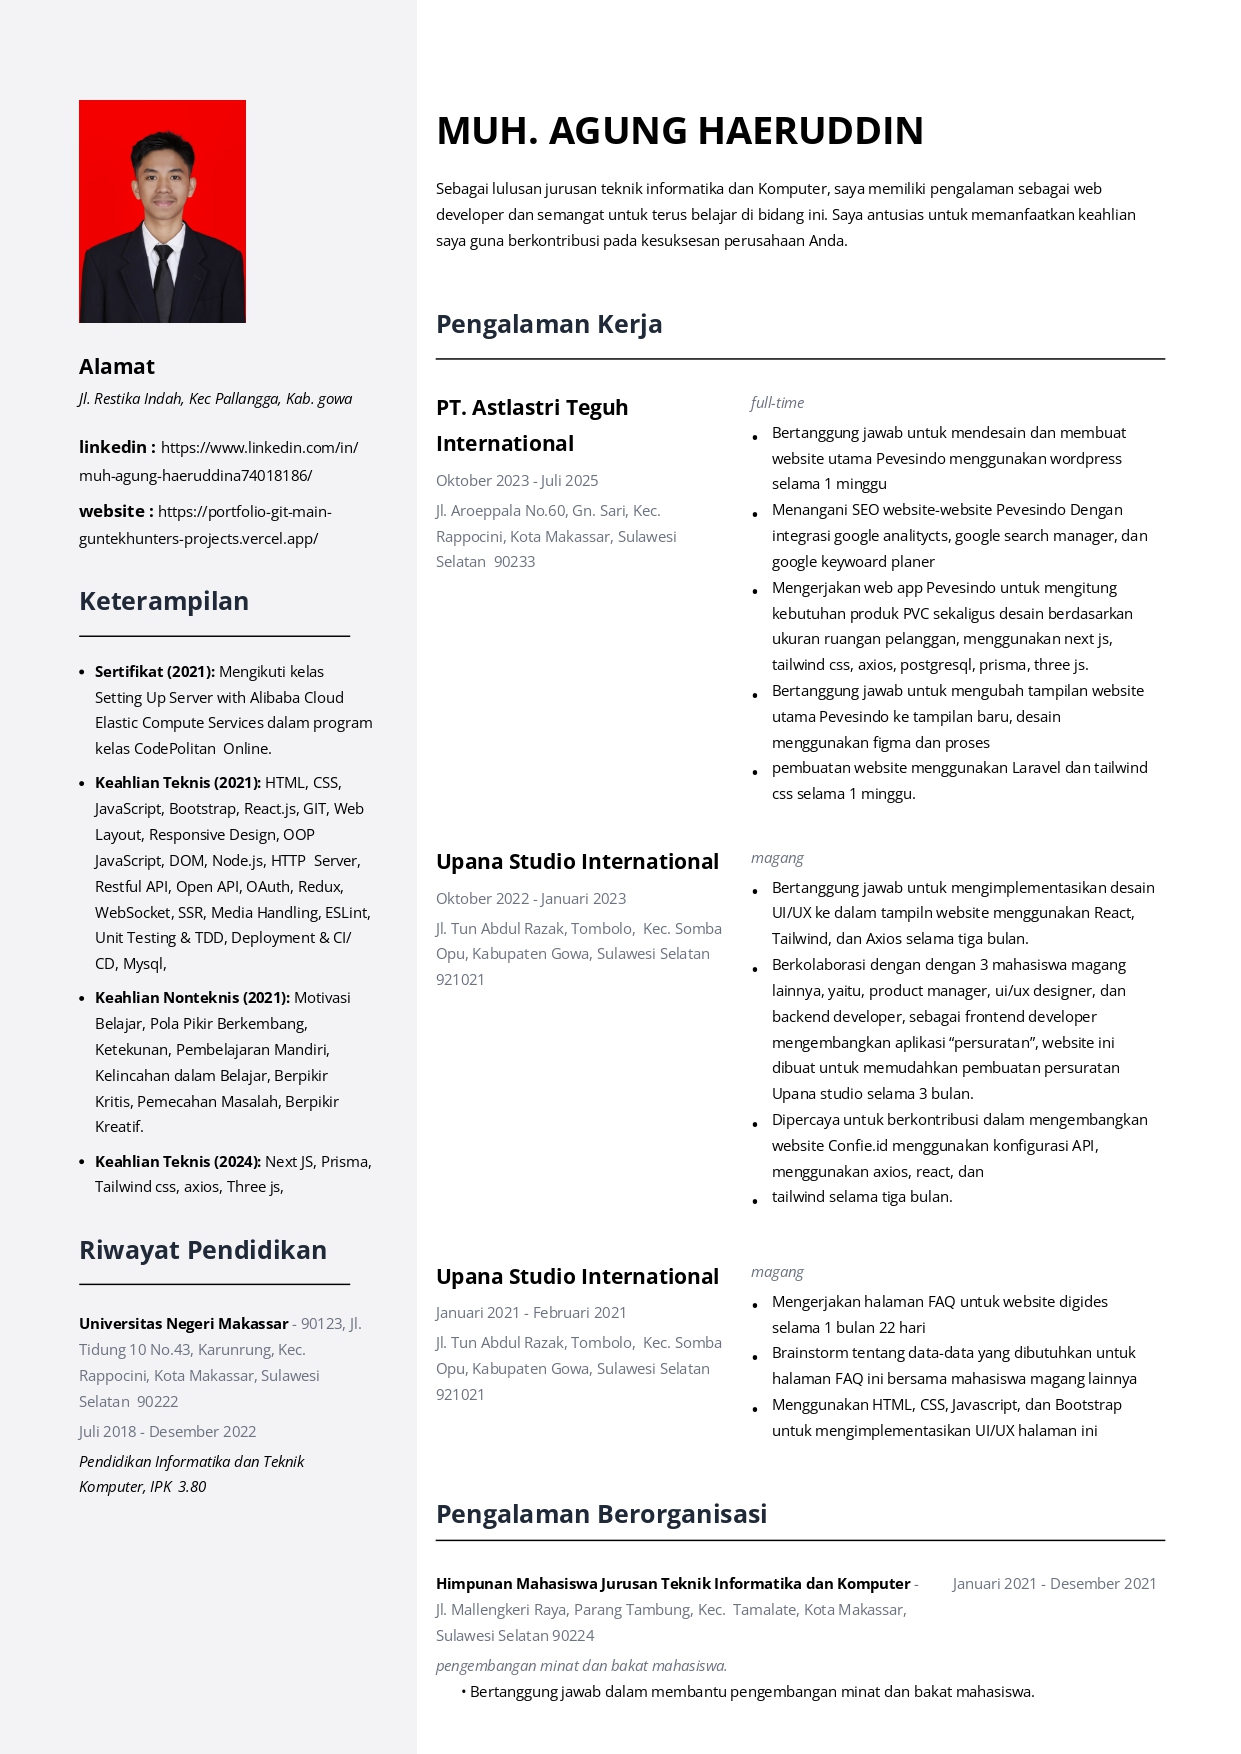 Alamat
Jl. Restika Indah, Kec Pallangga, Kab. gowa
linkedin : https://www.linkedin.com/in/
muh-agung-haeruddina74018186/
website : https://portfolio-git-main-
guntekhunters-projects.vercel.app/
Keterampilan
• Sertifikat (2021): Mengikuti kelas
Setting Up Server with Alibaba Cloud
Elastic Compute Services dalam program
kelas CodePolitan Online.
• Keahlian Teknis (2021): HTML, CSS,
JavaScript, Bootstrap, React.js, GIT, Web
Layout, Responsive Design, OOP
JavaScript, DOM, Node.js, HTTP Server,
Restful API, Open API, OAuth, Redux,
WebSocket, SSR, Media Handling, ESLint,
Unit Testing & TDD, Deployment & CI/
CD, Mysql,
• Keahlian Nonteknis (2021): Motivasi
Belajar, Pola Pikir Berkembang,
Ketekunan, Pembelajaran Mandiri,
Kelincahan dalam Belajar, Berpikir
Kritis, Pemecahan Masalah, Berpikir
Kreatif.
• Keahlian Teknis (2024): Next JS, Prisma,
Tailwind css, axios, Three js,
Riwayat Pendidikan
Universitas Negeri Makassar - 90123, Jl.
Tidung 10 No.43, Karunrung, Kec.
Rappocini, Kota Makassar, Sulawesi
Selatan 90222
Juli 2018 - Desember 2022
Pendidikan Informatika dan Teknik
Komputer, IPK 3.80
MUH. AGUNG HAERUDDIN
Sebagai lulusan jurusan teknik informatika dan Komputer, saya memiliki pengalaman sebagai web
developer dan semangat untuk terus belajar di bidang ini. Saya antusias untuk memanfaatkan keahlian
saya guna berkontribusi pada kesuksesan perusahaan Anda.
Pengalaman Kerja
PT. Astlastri Teguh
International
Oktober 2023 - Juli 2025
Jl. Aroeppala No.60, Gn. Sari, Kec.
Rappocini, Kota Makassar, Sulawesi
Selatan 90233
full-time
• Bertanggung jawab untuk mendesain dan membuat
website utama Pevesindo menggunakan wordpress
selama 1 minggu
• Menangani SEO website-website Pevesindo Dengan
integrasi google analitycts, google search manager, dan
google keywoard planer
• Mengerjakan web app Pevesindo untuk mengitung
kebutuhan produk PVC sekaligus desain berdasarkan
ukuran ruangan pelanggan, menggunakan next js,
tailwind css, axios, postgresql, prisma, three js.
• Bertanggung jawab untuk mengubah tampilan website
utama Pevesindo ke tampilan baru, desain
menggunakan figma dan proses
• pembuatan website menggunakan Laravel dan tailwind
css selama 1 minggu.
Upana Studio International
Oktober 2022 - Januari 2023
Jl. Tun Abdul Razak, Tombolo, Kec. Somba
Opu, Kabupaten Gowa, Sulawesi Selatan
921021
magang
• Bertanggung jawab untuk mengimplementasikan desain
UI/UX ke dalam tampiln website menggunakan React,
Tailwind, dan Axios selama tiga bulan.
• Berkolaborasi dengan dengan 3 mahasiswa magang
lainnya, yaitu, product manager, ui/ux designer, dan
backend developer, sebagai frontend developer
mengembangkan aplikasi “persuratan”, website ini
dibuat untuk memudahkan pembuatan persuratan
Upana studio selama 3 bulan.
• Dipercaya untuk berkontribusi dalam mengembangkan
website Confie.id menggunakan konfigurasi API,
menggunakan axios, react, dan
• tailwind selama tiga bulan.
Upana Studio International
Januari 2021 - Februari 2021
Jl. Tun Abdul Razak, Tombolo, Kec. Somba
Opu, Kabupaten Gowa, Sulawesi Selatan
921021
magang
• Mengerjakan halaman FAQ untuk website digides
selama 1 bulan 22 hari
• Brainstorm tentang data-data yang dibutuhkan untuk
halaman FAQ ini bersama mahasiswa magang lainnya
• Menggunakan HTML, CSS, Javascript, dan Bootstrap
untuk mengimplementasikan UI/UX halaman ini
Pengalaman Berorganisasi
Himpunan Mahasiswa Jurusan Teknik Informatika dan Komputer - Januari 2021 - Desember 2021
Jl. Mallengkeri Raya, Parang Tambung, Kec. Tamalate, Kota Makassar,
Sulawesi Selatan 90224
pengembangan minat dan bakat mahasiswa.
• Bertanggung jawab dalam membantu pengembangan minat dan bakat mahasiswa.